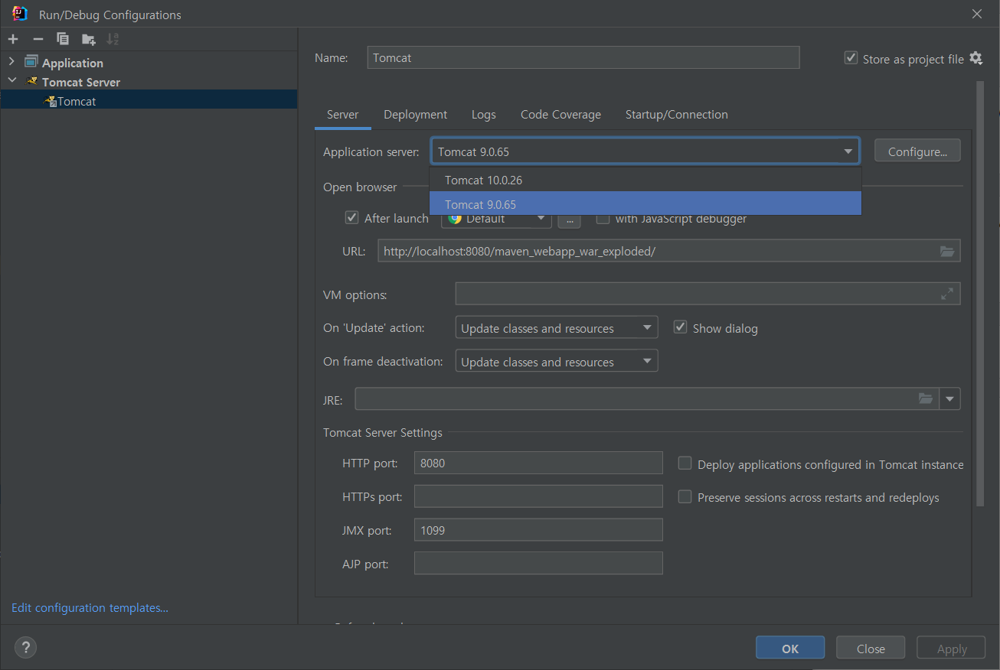 Run/Debug Configurations
Application
Tomcat Server
Tomcat
Edit configuration templates...
Name: Tomcat
Store as project file
Server Deployment Logs Code Coverage Startup/Connection
Application server: Tomcat 9.0.65 Configure...
Tomcat 10.0.26
Open browser
Tomcat 9.0.65
After launch Default ... with JavaScript debugger
URL: http://localhost:8080/maven_webapp_war_exploded/
VM options:
On 'Update' action: Update classes and resources Show dialog
On frame deactivation: Update classes and resources
JRE:
Tomcat Server Settings
HTTP port: 8080 Deploy applications configured in Tomcat instance
HTTPs port: Preserve sessions across restarts and redeploys
JMX port: 1099
AJP port:
? OK Close Apply